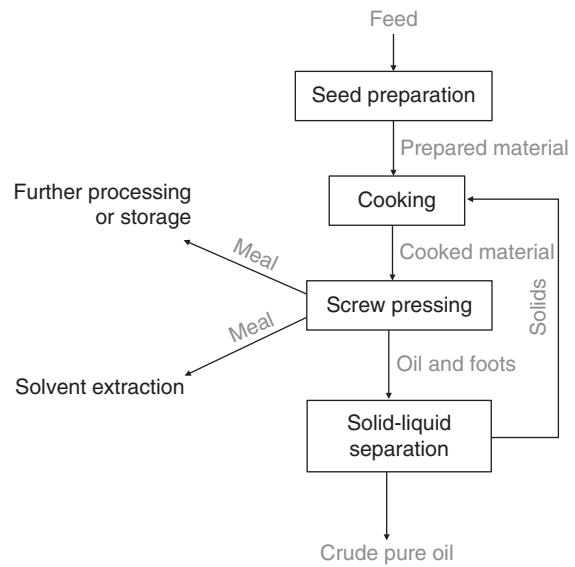 Feed
Seed preparation
Prepared material
Cooking
Further processing
or storage
Cooked material
Meal
Screw pressing
Solids
Meal
Oil and foots
Solvent extraction
Solid-liquid
separation
Crude pure oil